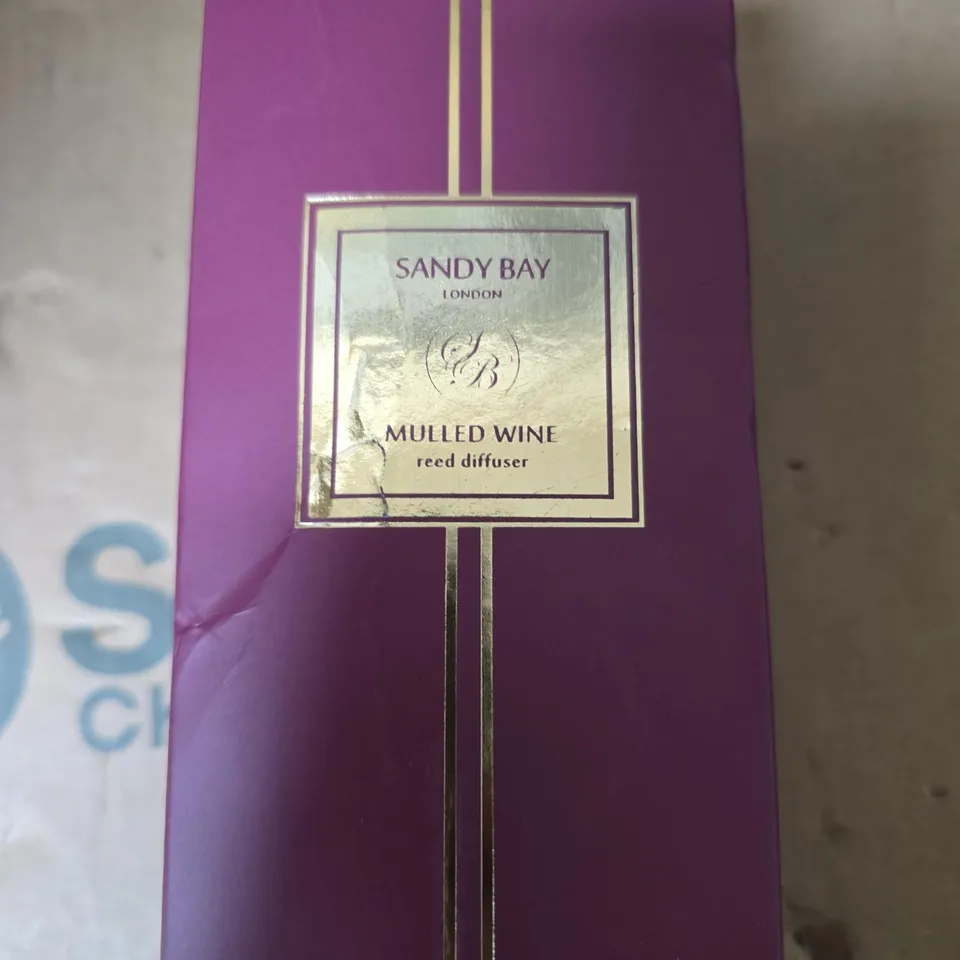 SANDY BAY
LONDON
SB
MULLED WINE
reed diffuser